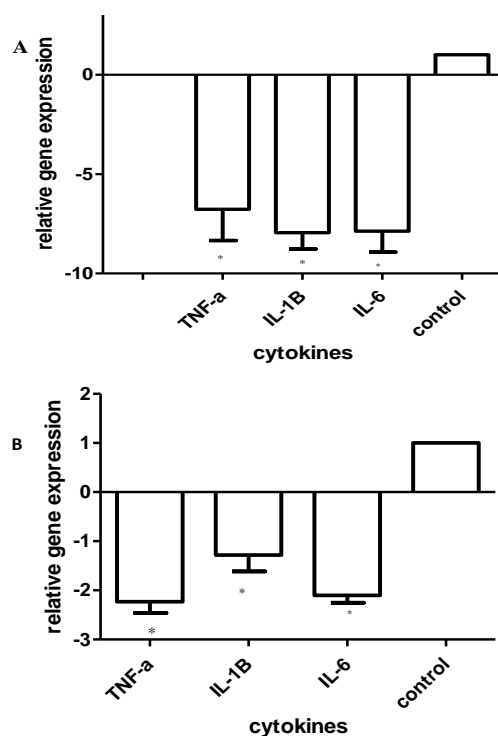 A
relative gene expression
0
-5
-10
*
*
*
TNF-a
IL-1B
IL-6
control
cytokines
B
relative gene expression
2
1
0
-1
-2
-3
*
*
*
TNF-a
IL-1B
IL-6
control
cytokines